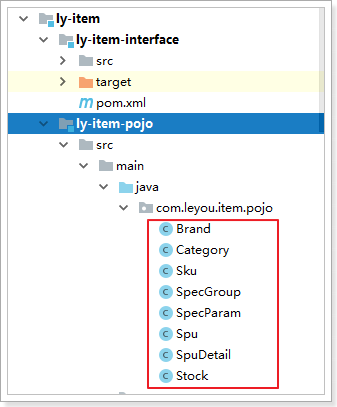 ly-item
ly-item-interface
src
target
pom.xml
ly-item-pojo
src
main
java
com.leyou.item.pojo
Brand
Category
Sku
SpecGroup
SpecParam
Spu
SpuDetail
Stock